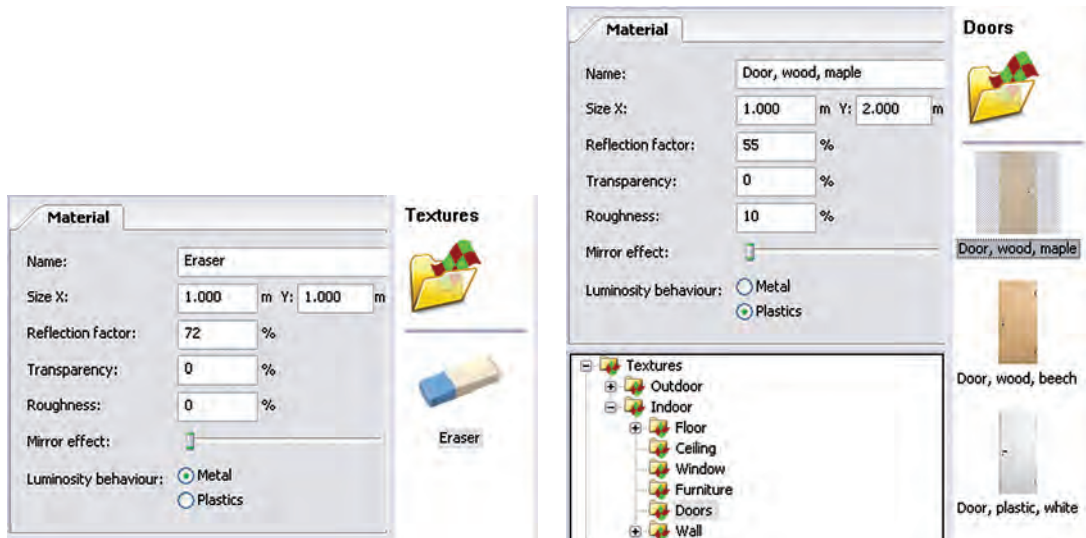 Material
Name: Eraser
Size X: 1.000 m Y: 1.000 m
Reflection factor: 72 %
Transparency: 0 %
Roughness: 0 %
Mirror effect:
Luminosity behaviour: Metal
Plastics
Textures
Eraser
Material
Name: Door, wood, maple
Size X: 1.000 m Y: 2.000 m
Reflection factor: 55 %
Transparency: 0 %
Roughness: 10 %
Mirror effect:
Luminosity behaviour: Metal
Plastics
Textures
Outdoor
Indoor
Floor
Ceiling
Window
Furniture
Doors
Wall
Doors
Door, wood, maple
Door, wood, beech
Door, plastic, white